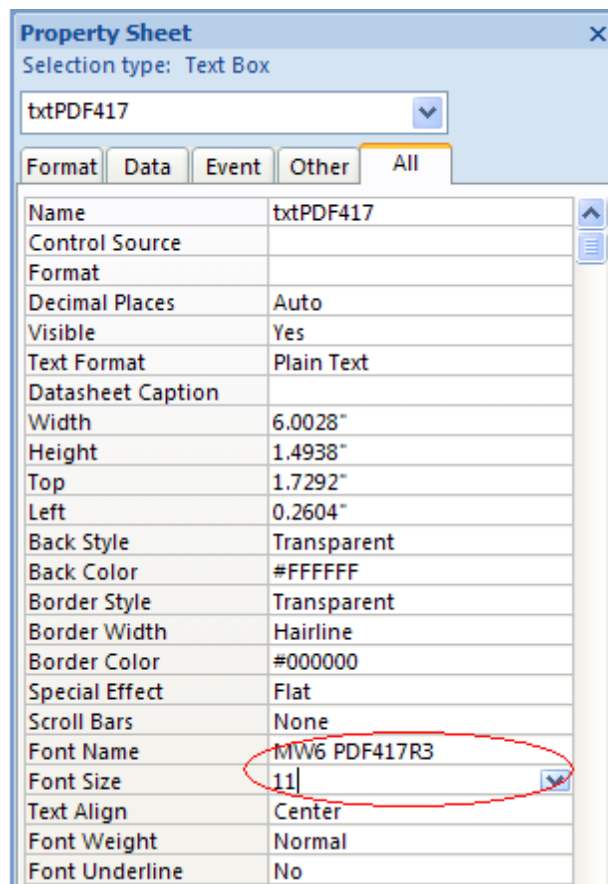 Property Sheet
Selection type: Text Box
txtPDF417
Format Data Event Other All
Name txtPDF417
Control Source
Format
Decimal Places Auto
Visible Yes
Text Format Plain Text
Datasheet Caption
Width 6.0028"
Height 1.4938"
Top 1.7292"
Left 0.2604"
Back Style Transparent
Back Color #FFFFFF
Border Style Transparent
Border Width Hairline
Border Color #000000
Special Effect Flat
Scroll Bars None
Font Name MW6 PDF417R3
Font Size 11
Text Align Center
Font Weight Normal
Font Underline No